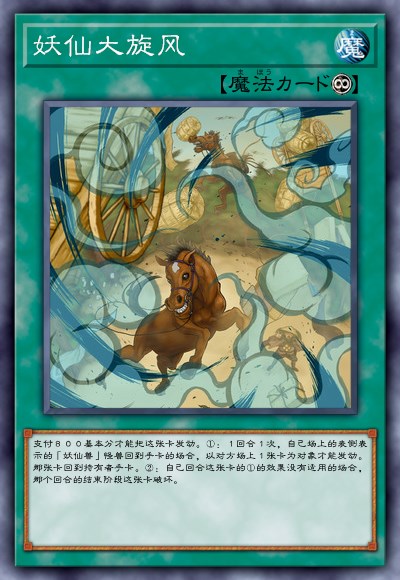 妖仙大旋风
魔
【魔法カード】
まほう
支付８００基本分才能把这张卡发动。①：１回合１次，自己场上的表侧表
示的「妖仙兽」怪兽回到手卡的场合，以对方场上１张卡为对象才能发动。
那张卡回到持有者手卡。②：自己回合这张卡的①的效果没有适用的场合，
那个回合的结束阶段这张卡破坏。